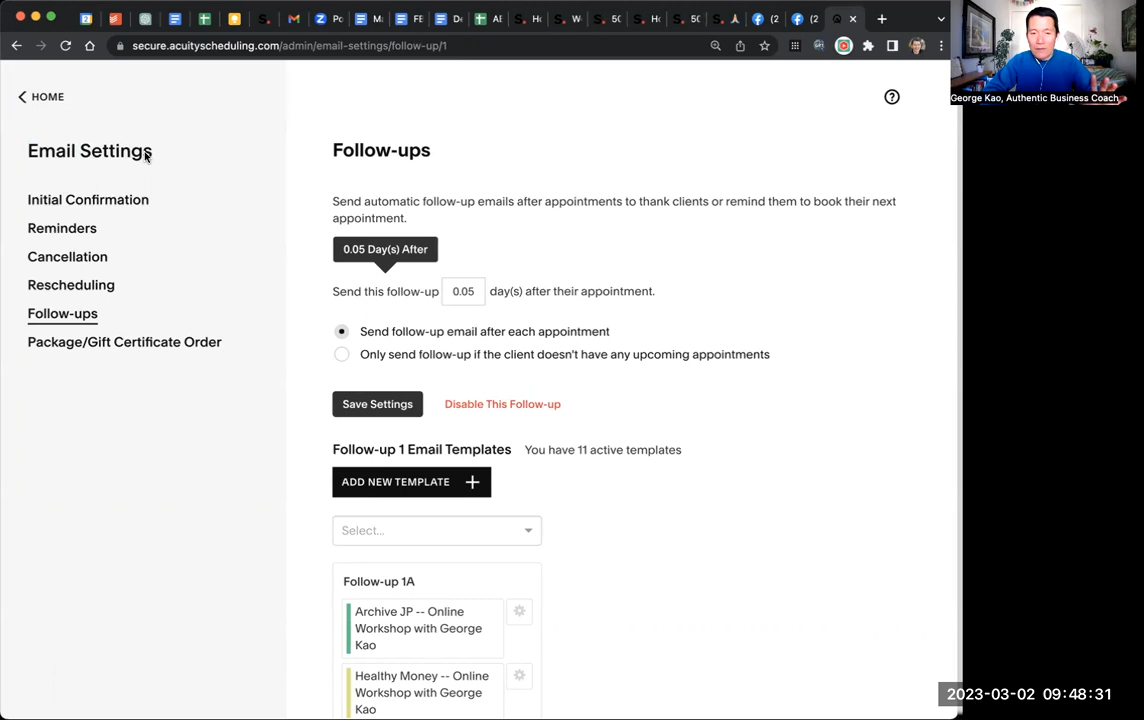 secure.acuityscheduling.com/admin/email-settings/follow-up/1
George Kao, Authentic Business Coach
HOME
Email Settings
Initial Confirmation
Reminders
Cancellation
Rescheduling
Follow-ups
Package/Gift Certificate Order
Follow-ups
Send automatic follow-up emails after appointments to thank clients or remind them to book their next
appointment.
0.05 Day(s) After
Send this follow-up 0.05 day(s) after their appointment.
Send follow-up email after each appointment
Only send follow-up if the client doesn't have any upcoming appointments
Save Settings Disable This Follow-up
Follow-up 1 Email Templates You have 11 active templates
ADD NEW TEMPLATE +
Select...
Follow-up 1A
Archive JP -- Online
Workshop with George
Kao
Healthy Money -- Online
Workshop with George
Kao
2023-03-02 09:48:31